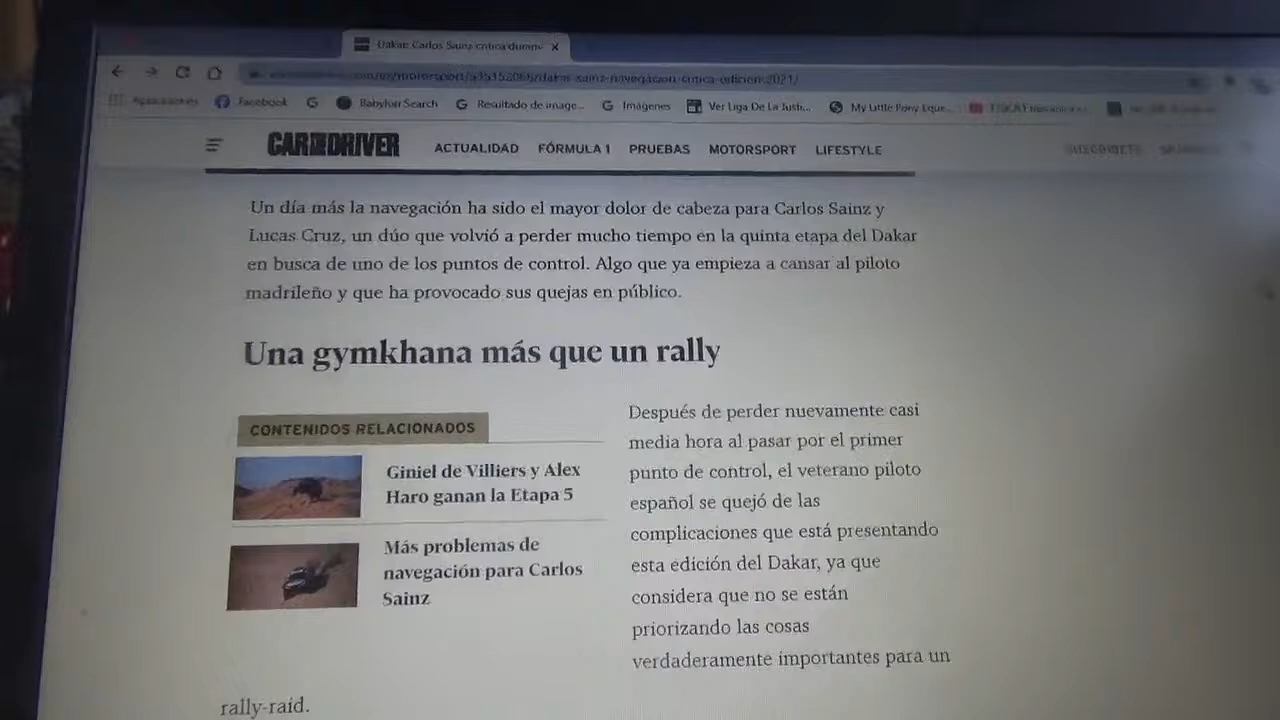 Dakar: Carlos Sainz critica
Aplicaciones Facebook G Babylon Search Resultado de image... Imágenes Ver Liga De La Justi... My Little Pony Eque...
CAR AND DRIVER ACTUALIDAD FÓRMULA 1 PRUEBAS MOTORSPORT LIFESTYLE
Un día más la navegación ha sido el mayor dolor de cabeza para Carlos Sainz y
Lucas Cruz, un dúo que volvió a perder mucho tiempo en la quinta etapa del Dakar
en busca de uno de los puntos de control. Algo que ya empieza a cansar al piloto
madrileño y que ha provocado sus quejas en público.
Una gymkhana más que un rally
CONTENIDOS RELACIONADOS
Giniel de Villiers y Alex
Haro ganan la Etapa 5
Más problemas de
navegación para Carlos
Sainz
Después de perder nuevamente casi
media hora al pasar por el primer
punto de control, el veterano piloto
español se quejó de las
complicaciones que está presentando
esta edición del Dakar, ya que
considera que no se están
priorizando las cosas
verdaderamente importantes para un
rally-raid.